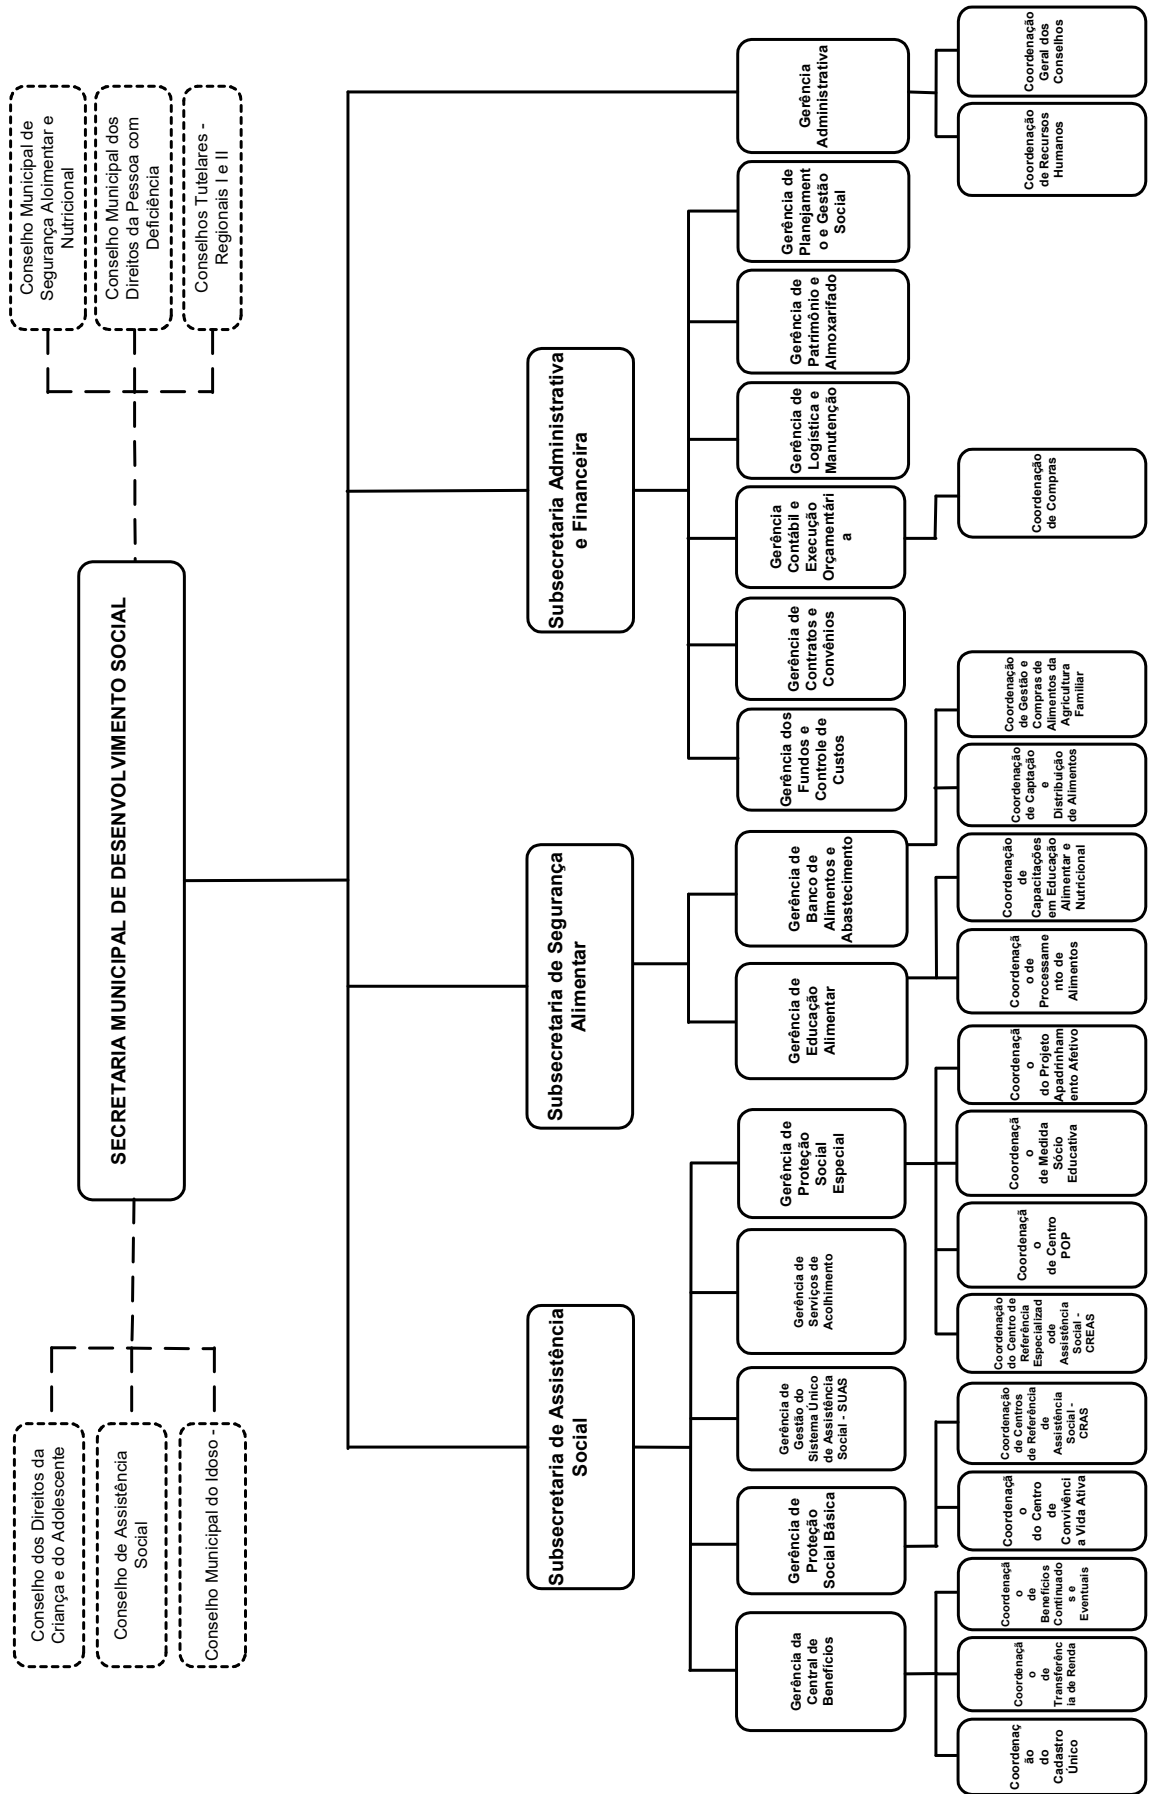 Conselho dos Direitos da
Criança e do Adolescente
Conselho de Assistência
Social
Conselho Municipal do Idoso -
SECRETARIA MUNICIPAL DE DESENVOLVIMENTO SOCIAL
Conselho Municipal de
Segurança Aloimentar e
Nutricional
Conselho Municipal dos
Direitos da Pessoa com
Deficiência
Conselhos Tutelares -
Regionais I e II
Subsecretaria de Assistência
Social
Subsecretaria de Segurança
Alimentar
Subsecretaria Administrativa
e Financeira
Gerência da
Central de
Benefícios
Gerência de
Proteção
Social Básica
Gerência de
Gestão do
Sistema Único
de Assistência
Social - SUAS
Gerência de
Serviços de
Acolhimento
Gerência de
Proteção
Social
Especial
Gerência de
Educação
Alimentar
Gerência de
Banco de
Alimentos e
Abastecimento
Gerência dos
Fundos e
Controle de
Custos
Gerência de
Contratos e
Convênios
Gerência
Contábil e
Execução
Orçamentári
a
Gerência de
Logística e
Manutenção
Gerência de
Patrimônio e
Almoxarifado
Gerência de
Planejament
o e Gestão
Social
Gerência
Administrativa
Coordenaç
ão
do
Cadastro
Único
Coordenaçã
o
de
Transferênc
ia de Renda
Coordenaçã
o
de
Benefícios
Continuado
s e
Eventuais
Coordenaçã
o
do Centro
de
Convivênci
a Vida Ativa
Coordenação
de Centros
de Referência
de
Assistência
Social -
CRAS
Coordenação
do Centro de
Referência
Especializad
ode
Assistência
Social -
CREAS
Coordenaçã
o
de Centro
POP
Coordenaçã
o
de Medida
Sócio
Educativa
Coordenaçã
o
do Projeto
Apadrinham
ento Afetivo
Coordenaçã
o de
Processame
nto de
Alimentos
Coordenação
de
Capacitações
em Educação
Alimentar e
Nutricional
Coordenação
de Captação
e
Distribuição
de Alimentos
Coordenação
de Gestão e
Compras de
Alimentos da
Agricultura
Familiar
Coordenação
de Compras
Coordenação
de Recursos
Humanos
Coordenação
Geral dos
Conselhos